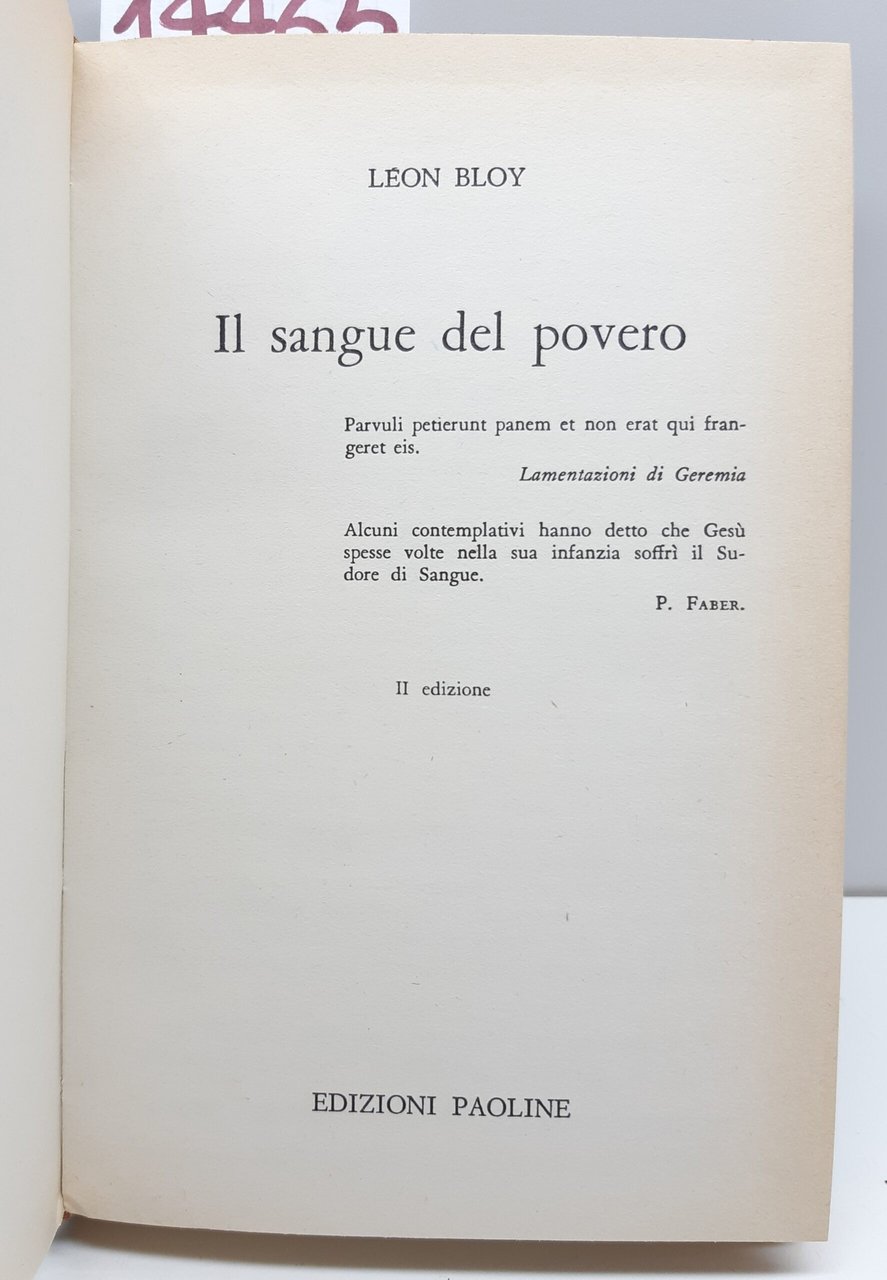 14465
LÉON BLOY
Il sangue del povero
Parvuli petierunt panem et non erat qui fran-
geret eis.
Lamentazioni di Geremia
Alcuni contemplativi hanno detto che Gesù
spesse volte nella sua infanzia soffrì il Su-
dore di Sangue.
P. FABER.
II edizione
EDIZIONI PAOLINE